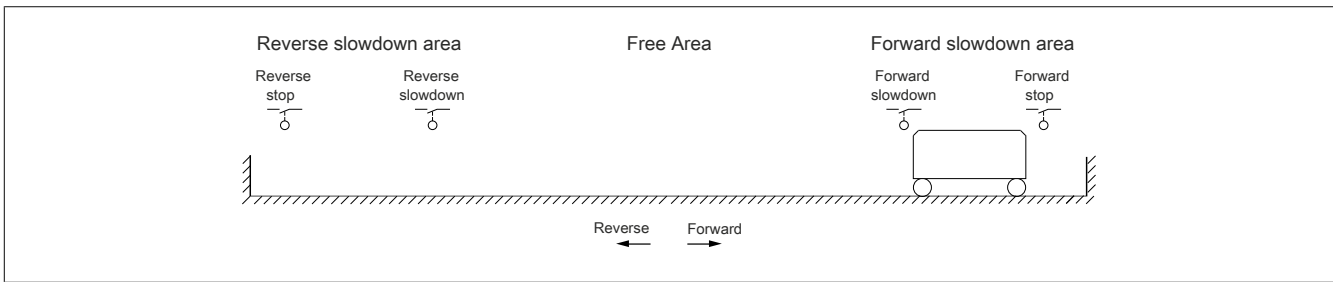 Reverse slowdown area
Free Area
Forward slowdown area
Reverse
stop
Reverse
slowdown
Forward
slowdown
Forward
stop
Reverse
Forward